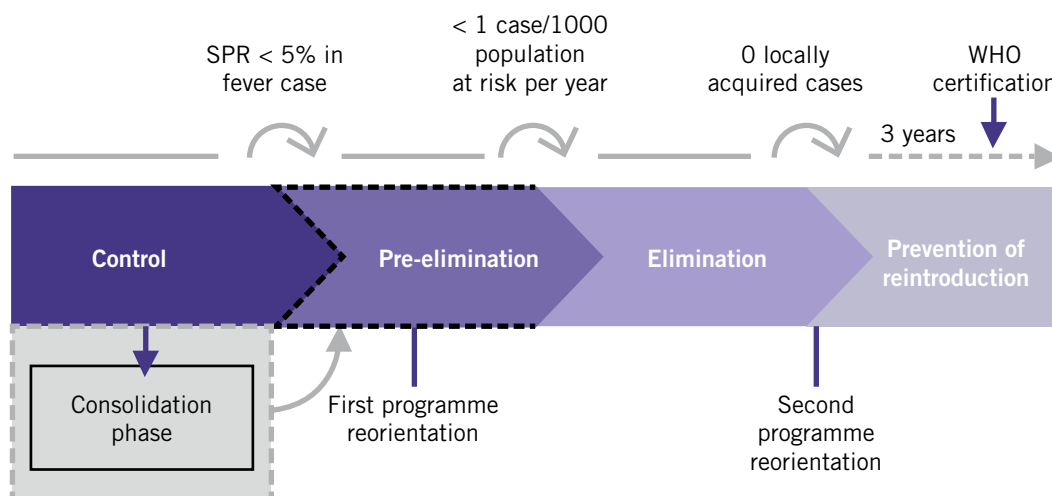 SPR < 5% in
fever case
< 1 case/1000
population
at risk per year
0 locally
acquired cases
WHO
certification
3 years
Control
Pre-elimination
Elimination
Prevention of
reintroduction
Consolidation
phase
First programme
reorientation
Second
programme
reorientation